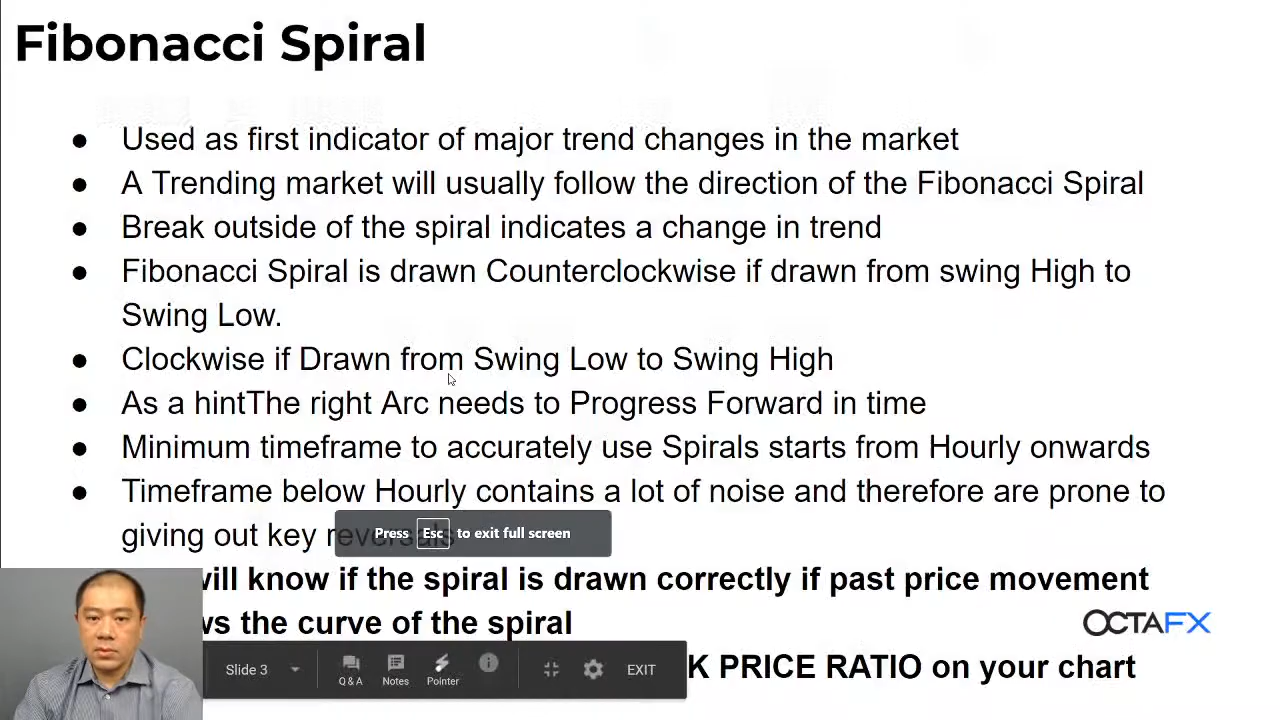 Fibonacci Spiral
● Used as first indicator of major trend changes in the market
● A Trending market will usually follow the direction of the Fibonacci Spiral
● Break outside of the spiral indicates a change in trend
● Fibonacci Spiral is drawn Counterclockwise if drawn from swing High to
Swing Low.
● Clockwise if Drawn from Swing Low to Swing High
● As a hintThe right Arc needs to Progress Forward in time
● Minimum timeframe to accurately use Spirals starts from Hourly onwards
● Timeframe below Hourly contains a lot of noise and therefore are prone to
giving out key reversals
Press Esc to exit full screen
will know if the spiral is drawn correctly if past price movement
the curve of the spiral
OCTAFX
PRICE RATIO on your chart
Slide 3
Q & A
Notes
Pointer
EXIT